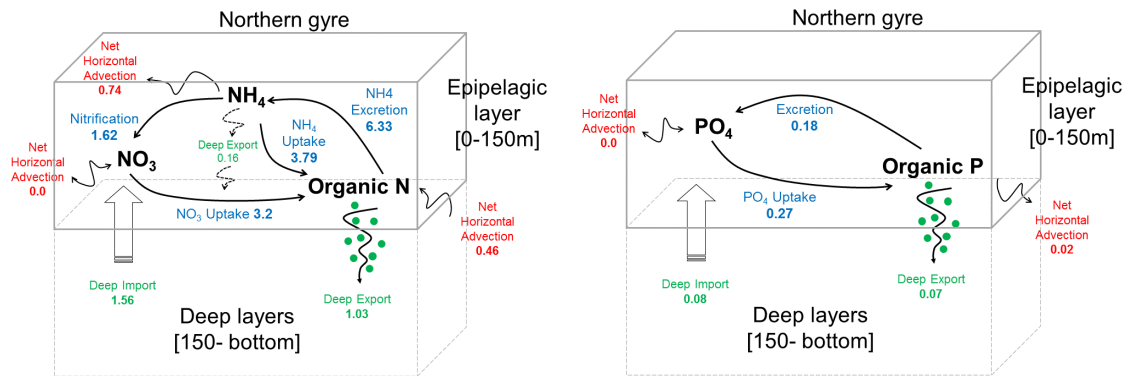 Northern gyre
Net
Horizontal
Advection
0.74
NH4
NH4
Excretion
6.33
Epipelagic
layer
[0-150m]
Nitrification
1.62
NH4
Uptake
3.79
Deep Export
0.16
Net
Horizontal
Advection
0.0
NO3
Organic N
NO3 Uptake 3.2
Net
Horizontal
Advection
0.46
Deep Import
1.56
Deep Export
1.03
Deep layers
[150- bottom]
Northern gyre
Net
Horizontal
Advection
0.0
PO4
Excretion
0.18
Epipelagic
layer
[0-150m]
Organic P
PO4 Uptake
0.27
Net
Horizontal
Advection
0.02
Deep Import
0.08
Deep Export
0.07
Deep layers
[150- bottom]